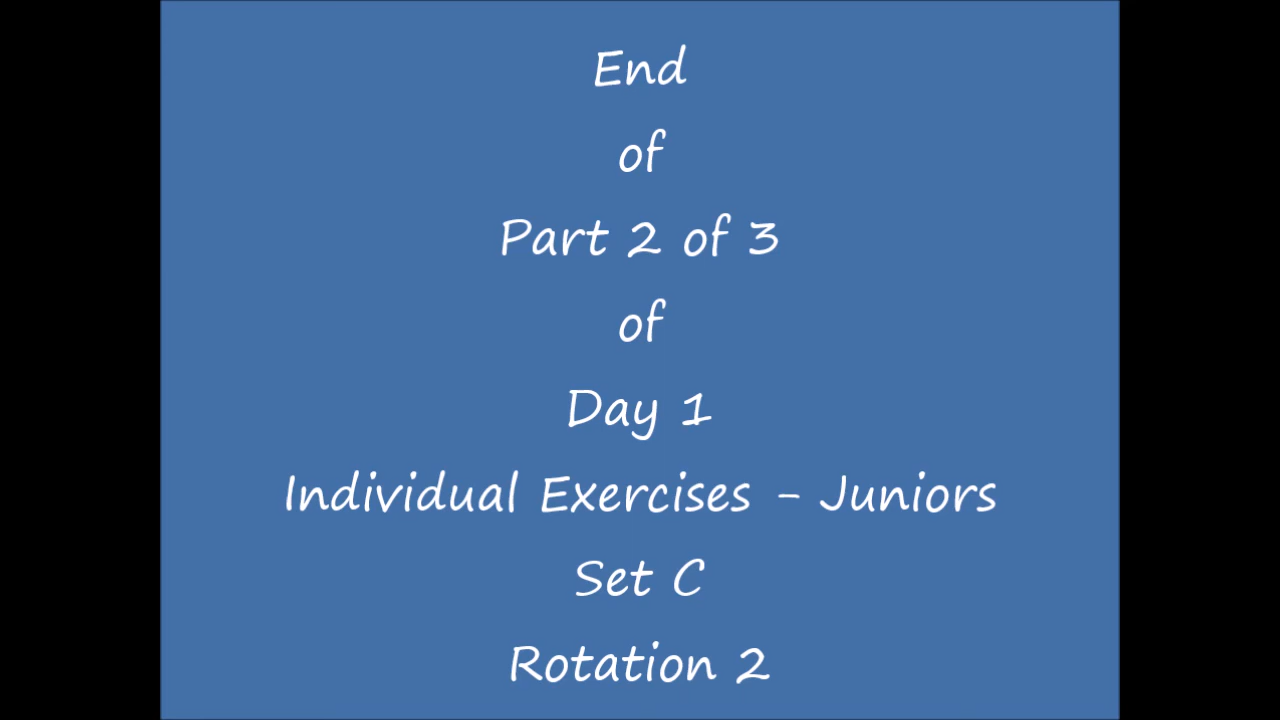 End
of
Part 2 of 3
of
Day 1
Individual Exercises - Juniors
Set C
Rotation 2